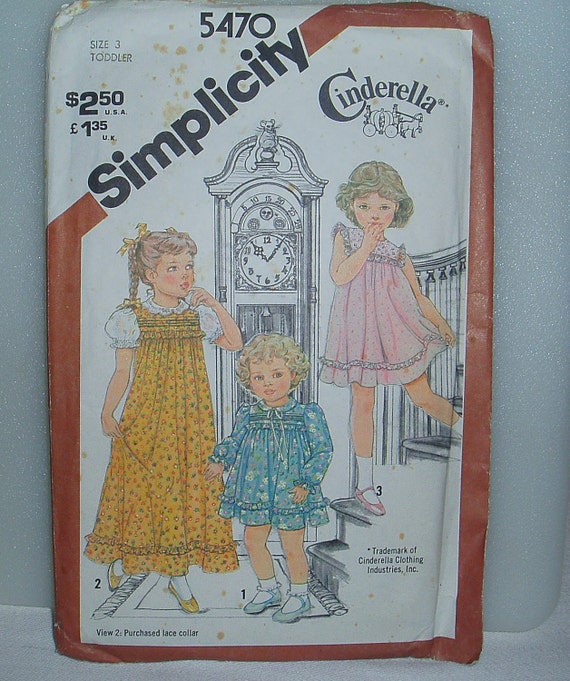 5470
SIZE 3
TODDLER
$2.50
U.S.A.
£1.35
U.K.
Simplicity
Cinderella®*
2
1
3
*Trademark of
Cinderella Clothing
Industries, Inc.
View 2: Purchased lace collar